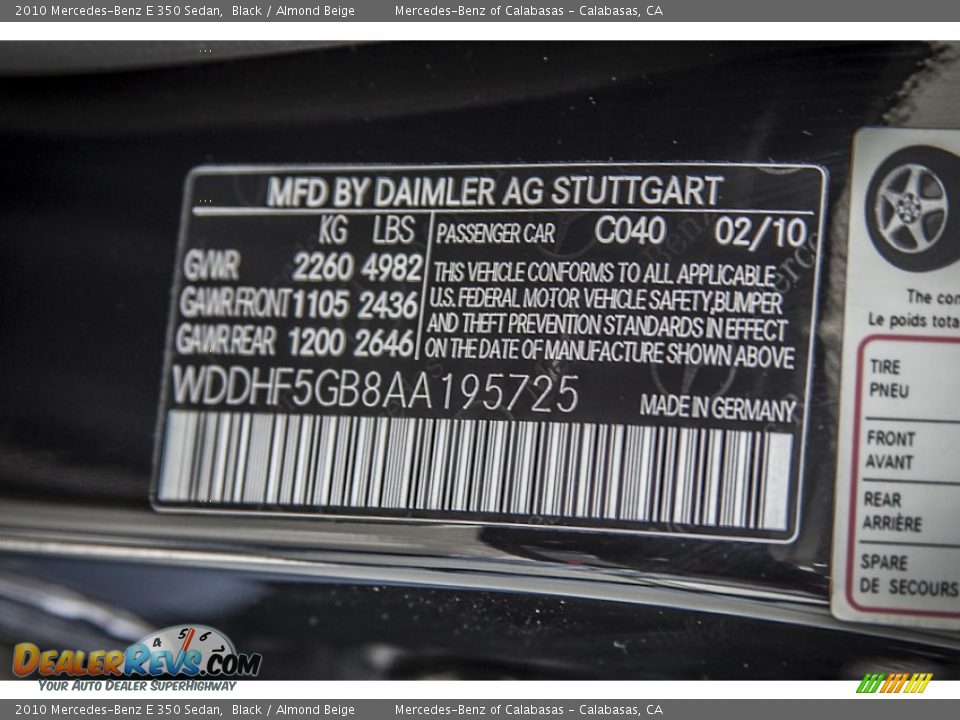 2010 Mercedes-Benz E 350 Sedan, Black / Almond Beige Mercedes-Benz of Calabasas - Calabasas, CA
MFD BY DAIMLER AG STUTTGART
KG LBS
GVWR 2260 4982
GAWR FRONT 1105 2436
GAWR REAR 1200 2646
PASSENGER CAR C040 02/10
THIS VEHICLE CONFORMS TO ALL APPLICABLE
U.S. FEDERAL MOTOR VEHICLE SAFETY,BUMPER
AND THEFT PREVENTION STANDARDS IN EFFECT
ON THE DATE OF MANUFACTURE SHOWN ABOVE
WDDHF5GB8AA195725
MADE IN GERMANY
The con
Le poids tota
TIRE
PNEU
FRONT
AVANT
REAR
ARRIÈRE
SPARE
DE SECOURS
4 5 6
DEALERREVS.COM
YOUR AUTO DEALER SUPERHIGHWAY
2010 Mercedes-Benz E 350 Sedan, Black / Almond Beige Mercedes-Benz of Calabasas - Calabasas, CA